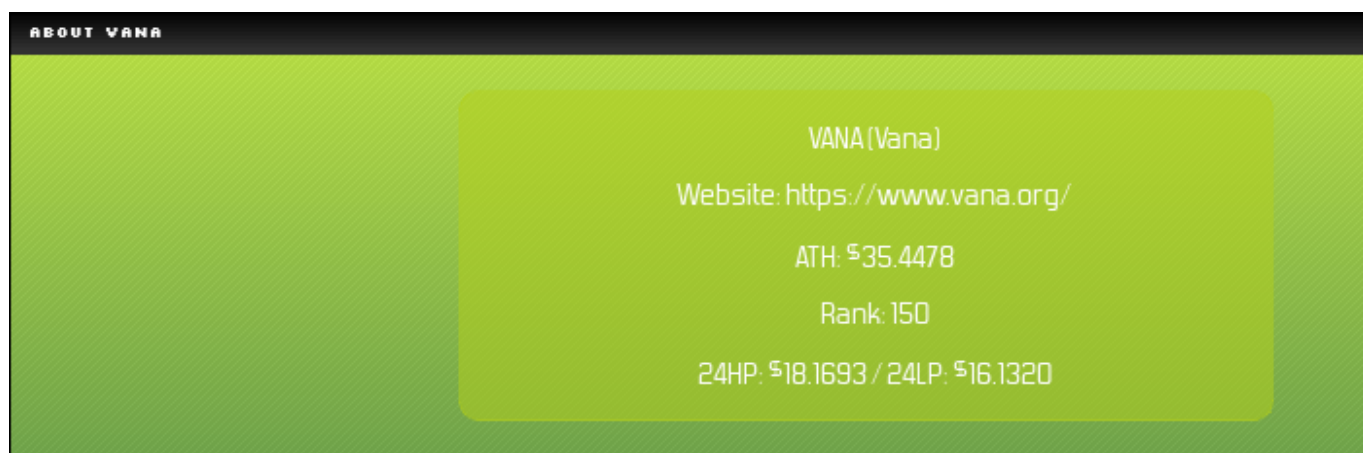 ABOUT VANA
VANA (Vana)
Website: https://www.vana.org/
ATH: $35.4478
Rank: 150
24HP: $18.1693 / 24LP: $16.1320